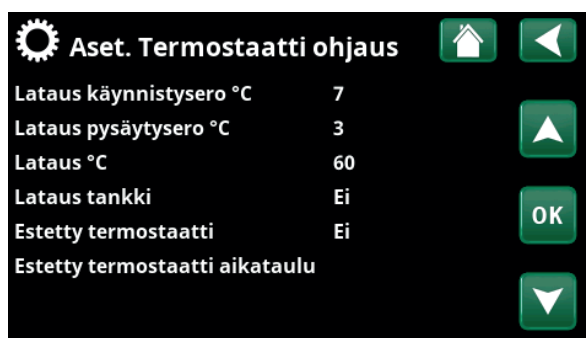 Aset. Termostaatti ohjaus
Lataus käynnistysero °C 7
Lataus pysäytysero °C 3
Lataus °C 60
Lataus tankki Ei
Estetty termostaatti Ei
Estetty termostaatti aikataulu
OK